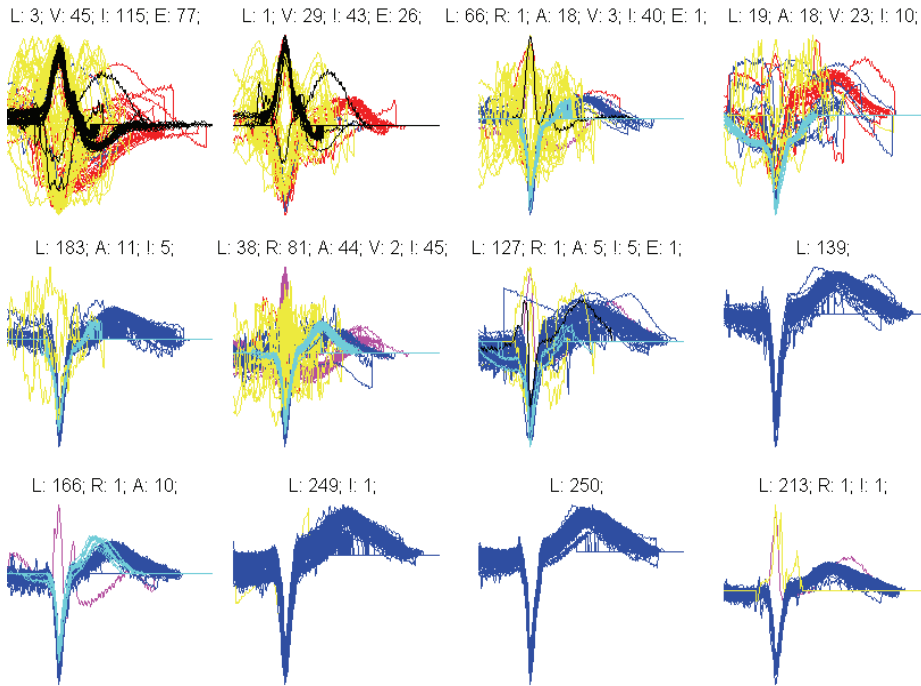 L: 3; V: 45; !: 115; E: 77;
L: 1; V: 29; !: 43; E: 26;
L: 66; R: 1; A: 18; V: 3; !: 40; E: 1;
L: 19; A: 18; V: 23; !: 10;
L: 183; A: 11; !: 5;
L: 38; R: 81; A: 44; V: 2; !: 45;
L: 127; R: 1; A: 5; !: 5; E: 1;
L: 139;
L: 166; R: 1; A: 10;
L: 249; !: 1;
L: 250;
L: 213; R: 1; !: 1;